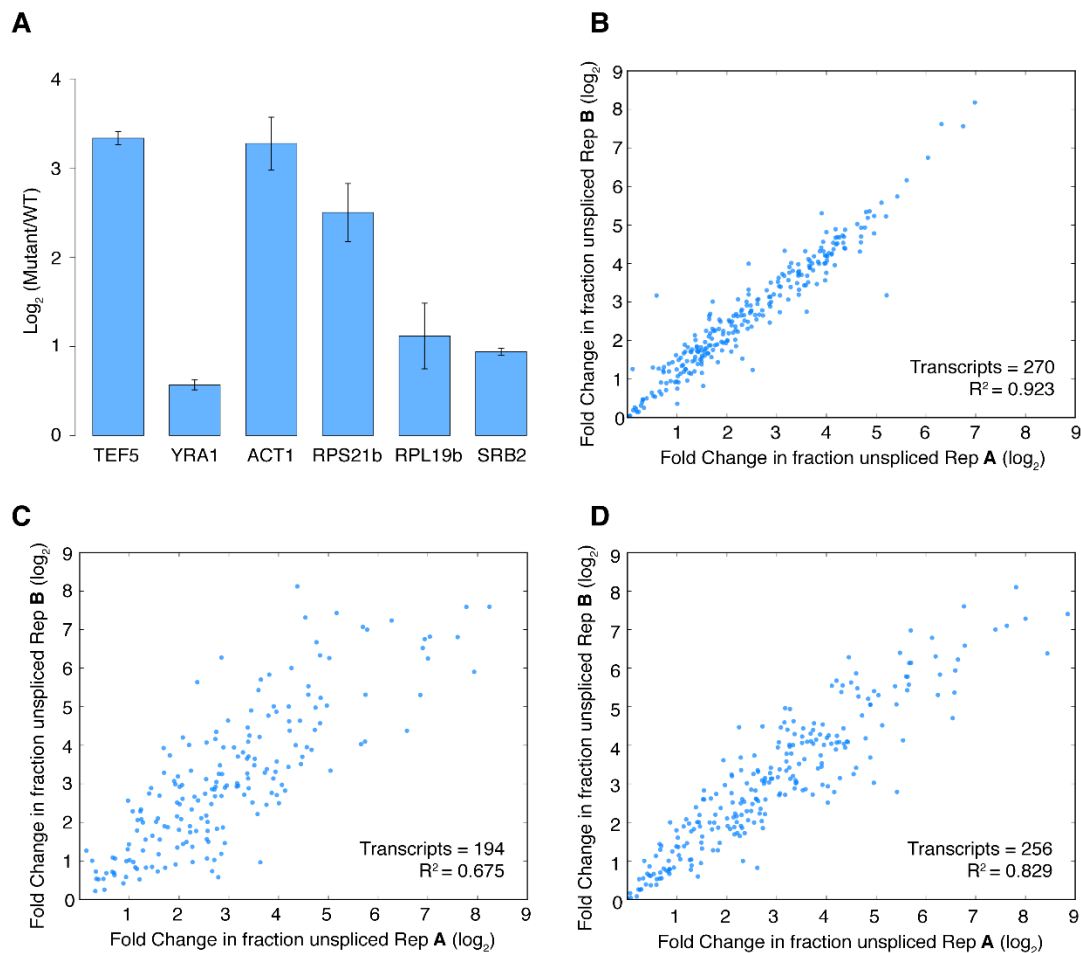 A
Log2 (Mutant/WT)
4
3
2
1
0
TEF5 YRA1 ACT1 RPS21b RPL19b SRB2
B
Fold Change in fraction unspliced Rep B (log2)
9
8
7
6
5
4
3
2
1
0
Transcripts = 270
R² = 0.923
1 2 3 4 5 6 7 8 9
Fold Change in fraction unspliced Rep A (log2)
C
Fold Change in fraction unspliced Rep B (log2)
9
8
7
6
5
4
3
2
1
0
Transcripts = 194
R² = 0.675
1 2 3 4 5 6 7 8 9
Fold Change in fraction unspliced Rep A (log2)
D
Fold Change in fraction unspliced Rep B (log2)
9
8
7
6
5
4
3
2
1
0
Transcripts = 256
R² = 0.829
1 2 3 4 5 6 7 8 9
Fold Change in fraction unspliced Rep A (log2)